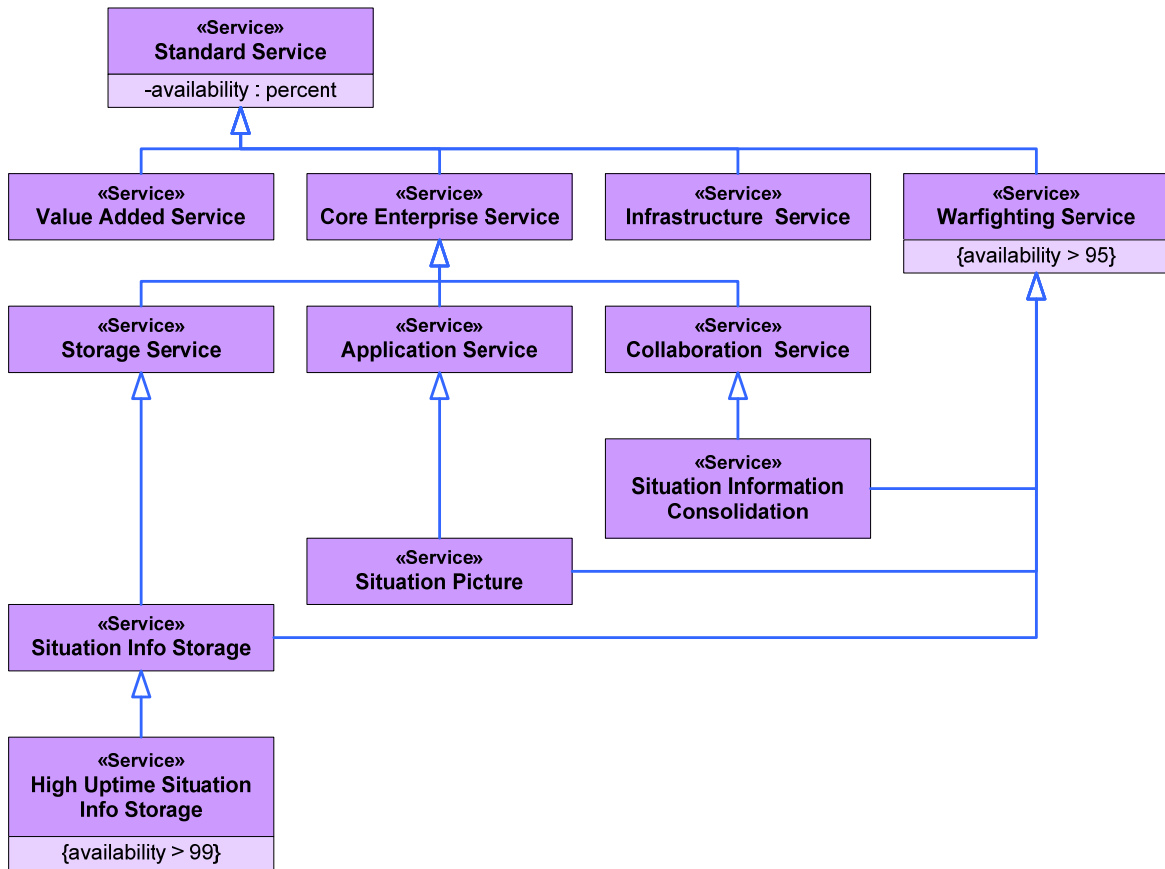 «Service»
Standard Service
-availability : percent
«Service»
Value Added Service
«Service»
Core Enterprise Service
«Service»
Infrastructure  Service
«Service»
Warfighting Service
{availability > 95}
«Service»
Storage Service
«Service»
Application Service
«Service»
Collaboration  Service
«Service»
Situation Information
Consolidation
«Service»
Situation Picture
«Service»
Situation Info Storage
«Service»
High Uptime Situation
Info Storage
{availability > 99}